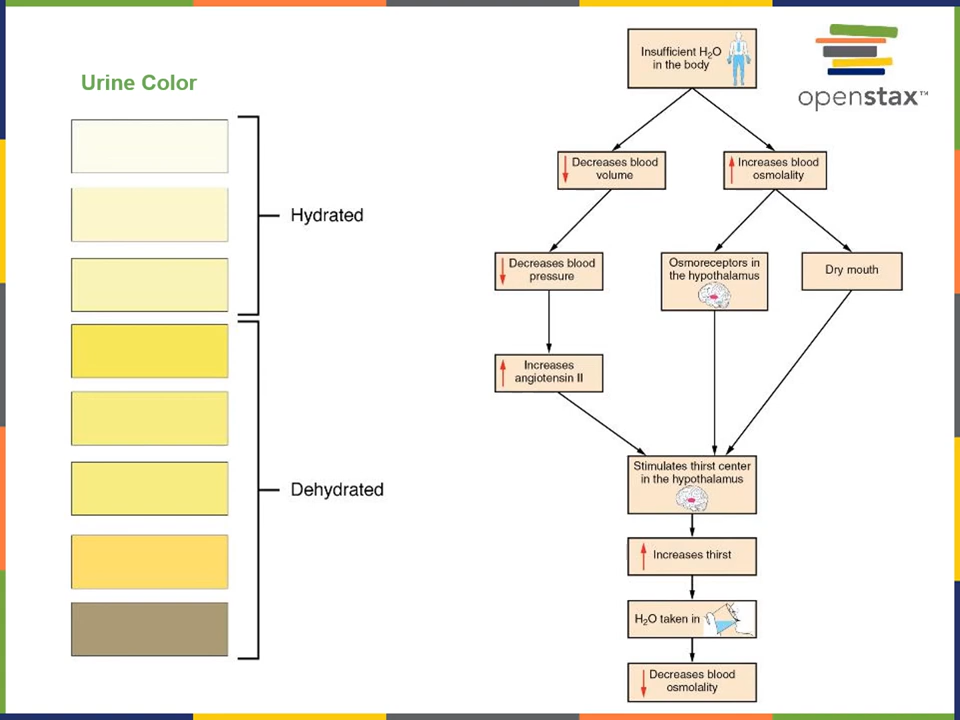 Urine Color
Hydrated
Dehydrated
openstax™
Insufficient H₂O
in the body
Decreases blood
volume
Increases blood
osmolality
Decreases blood
pressure
Osmoreceptors in
the hypothalamus
Dry mouth
Increases
angiotensin II
Stimulates thirst center
in the hypothalamus
Increases thirst
H₂O taken in
Decreases blood
osmolality